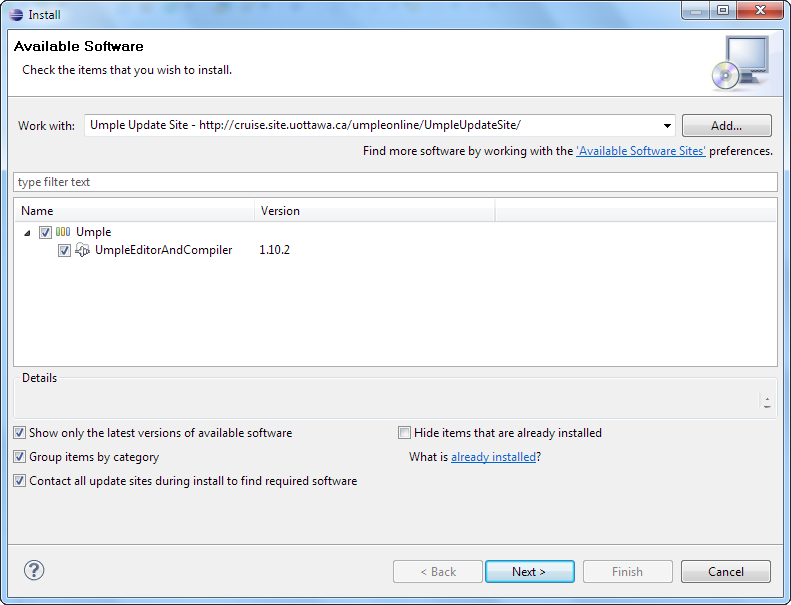 Install
Available Software
Check the items that you wish to install.
Work with: Umple Update Site - http://cruise.site.uottawa.ca/umpleonline/UmpleUpdateSite/ Add...
Find more software by working with the 'Available Software Sites' preferences.
type filter text
Name Version
Umple
UmpleEditorAndCompiler 1.10.2
Details
Show only the latest versions of available software Hide items that are already installed
Group items by category What is already installed?
Contact all update sites during install to find required software
? < Back Next > Finish Cancel